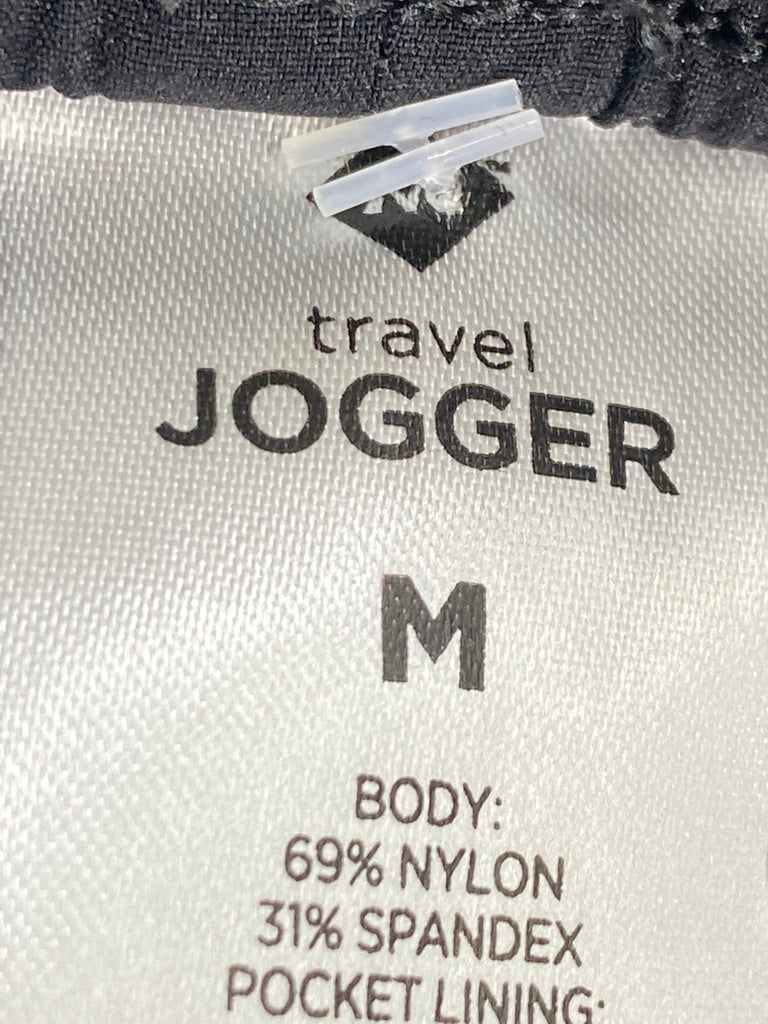 travel
JOGGER
M
BODY:
69% NYLON
31% SPANDEX
POCKET LINING: